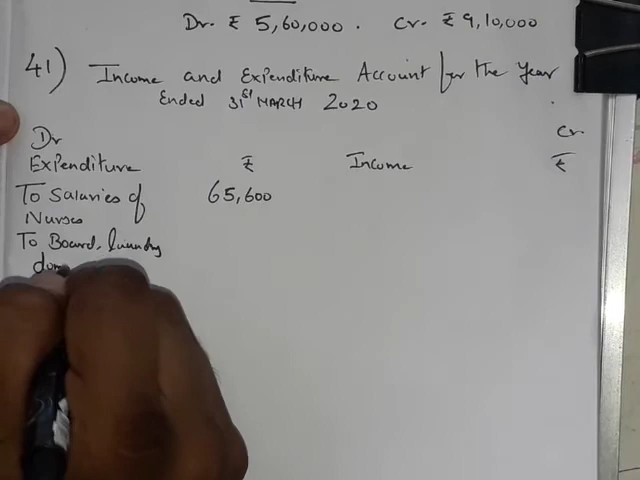 Dr. ₹ 5,60,000. Cr. ₹ 9,10,000
41) Income and Expenditure Account for the Year
Ended 31st MARCH 2020
Dr Cr.
Expenditure ₹ Income ₹
To Salaries of 65,600
Nurses
To Board, laundry